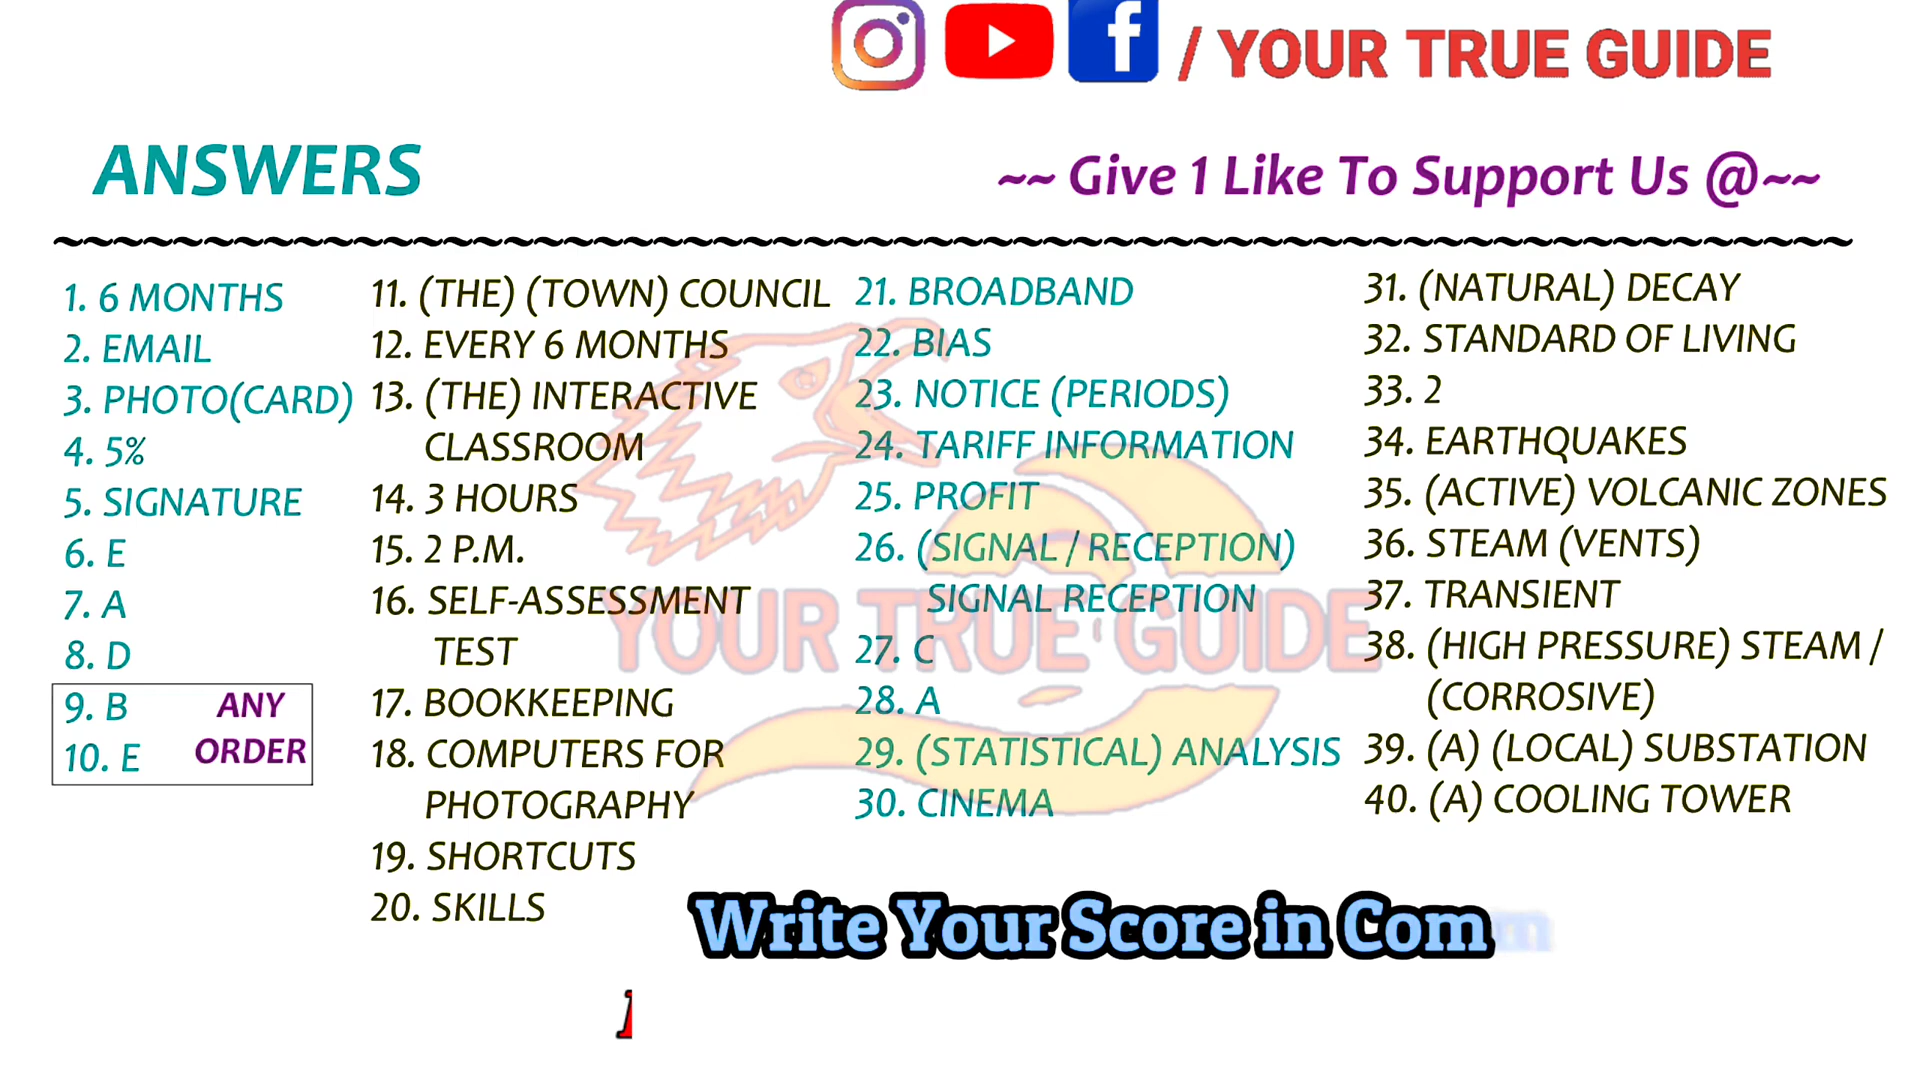 / YOUR TRUE GUIDE
ANSWERS
~~ Give 1 Like To Support Us @~~
1. 6 MONTHS
2. EMAIL
3. PHOTO(CARD)
4. 5%
5. SIGNATURE
6. E
7. A
8. D
9. B
10. E
ANY
ORDER
11. (THE) (TOWN) COUNCIL
12. EVERY 6 MONTHS
13. (THE) INTERACTIVE
CLASSROOM
14. 3 HOURS
15. 2 P.M.
16. SELF-ASSESSMENT
TEST
17. BOOKKEEPING
18. COMPUTERS FOR
PHOTOGRAPHY
19. SHORTCUTS
20. SKILLS
21. BROADBAND
22. BIAS
23. NOTICE (PERIODS)
24. TARIFF INFORMATION
25. PROFIT
26. (SIGNAL / RECEPTION)
SIGNAL RECEPTION
27. C
28. A
29. (STATISTICAL) ANALYSIS
30. CINEMA
31. (NATURAL) DECAY
32. STANDARD OF LIVING
33. 2
34. EARTHQUAKES
35. (ACTIVE) VOLCANIC ZONES
36. STEAM (VENTS)
37. TRANSIENT
38. (HIGH PRESSURE) STEAM /
(CORROSIVE)
39. (A) (LOCAL) SUBSTATION
40. (A) COOLING TOWER
YOUR TRUE GUIDE
Write Your Score in Com